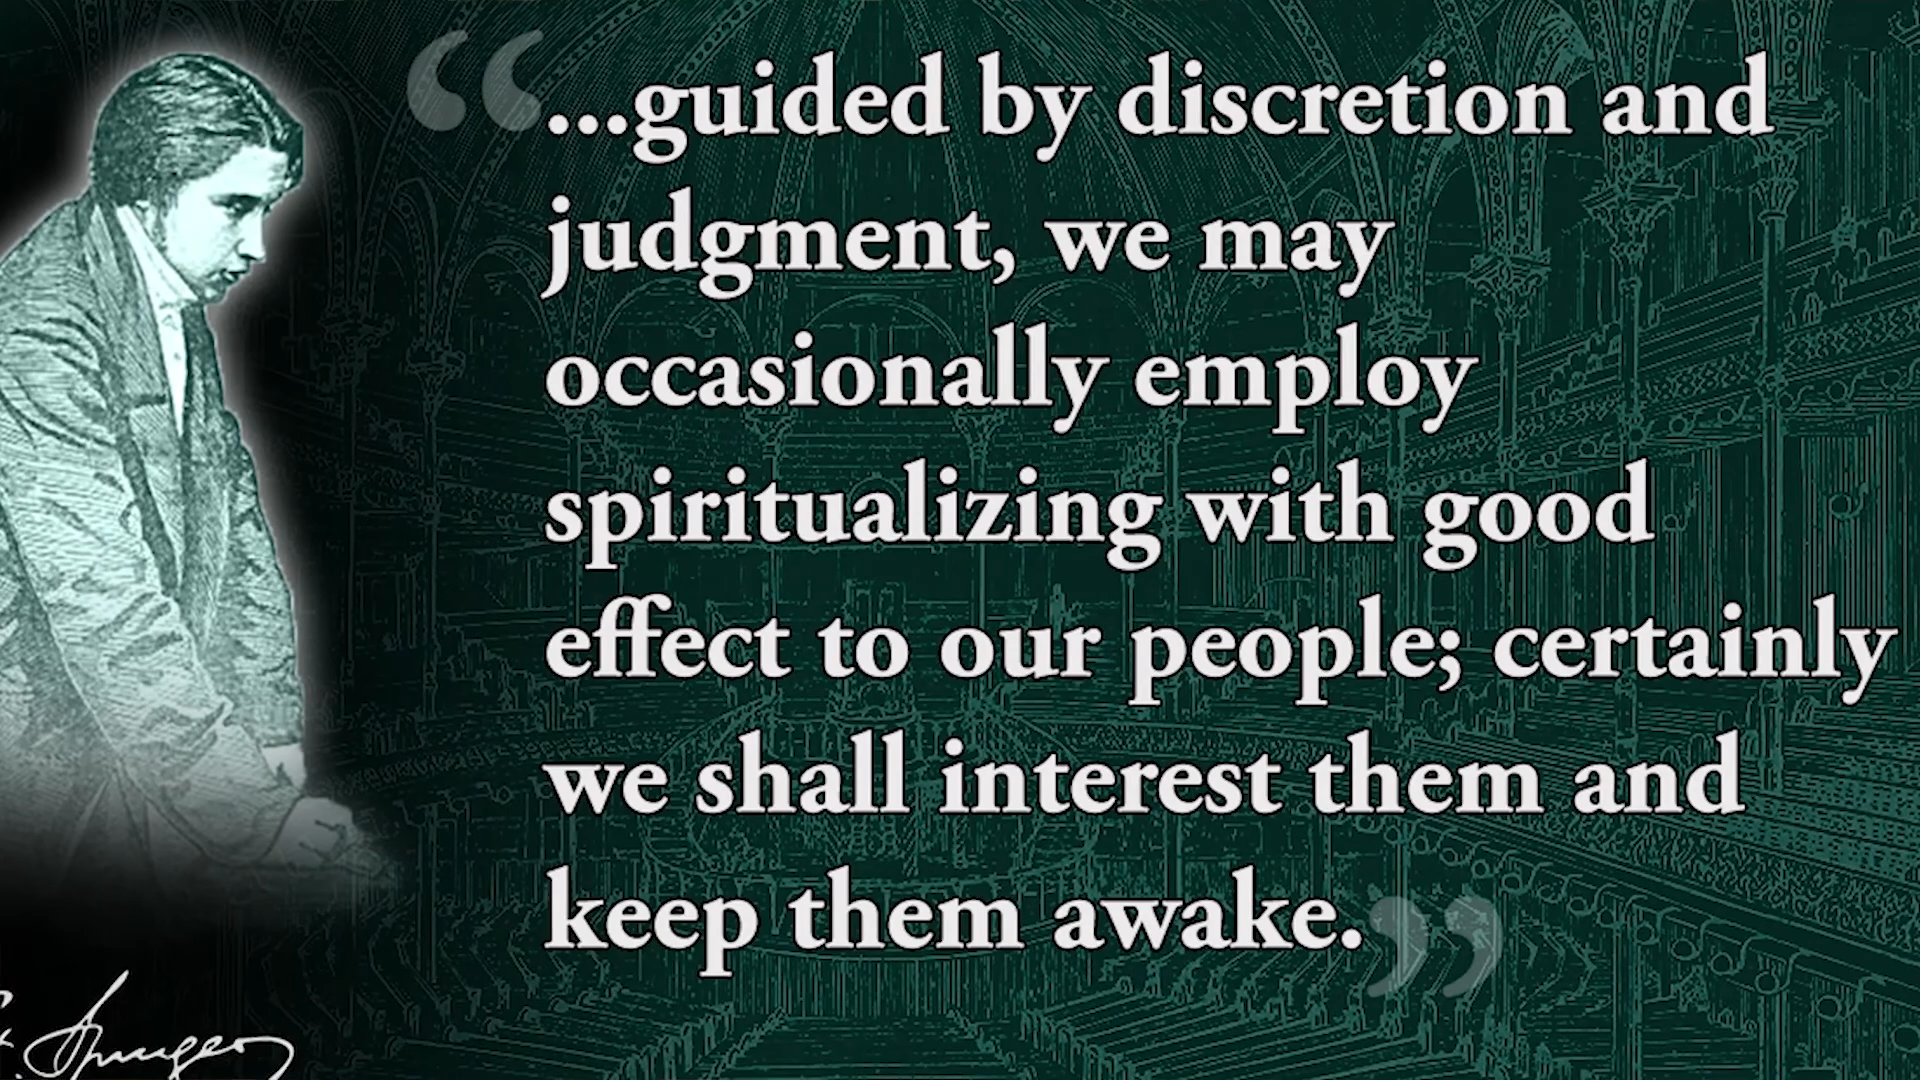 “...guided by discretion and
judgment, we may
occasionally employ
spiritualizing with good
effect to our people; certainly
we shall interest them and
keep them awake.”
Spurgeon